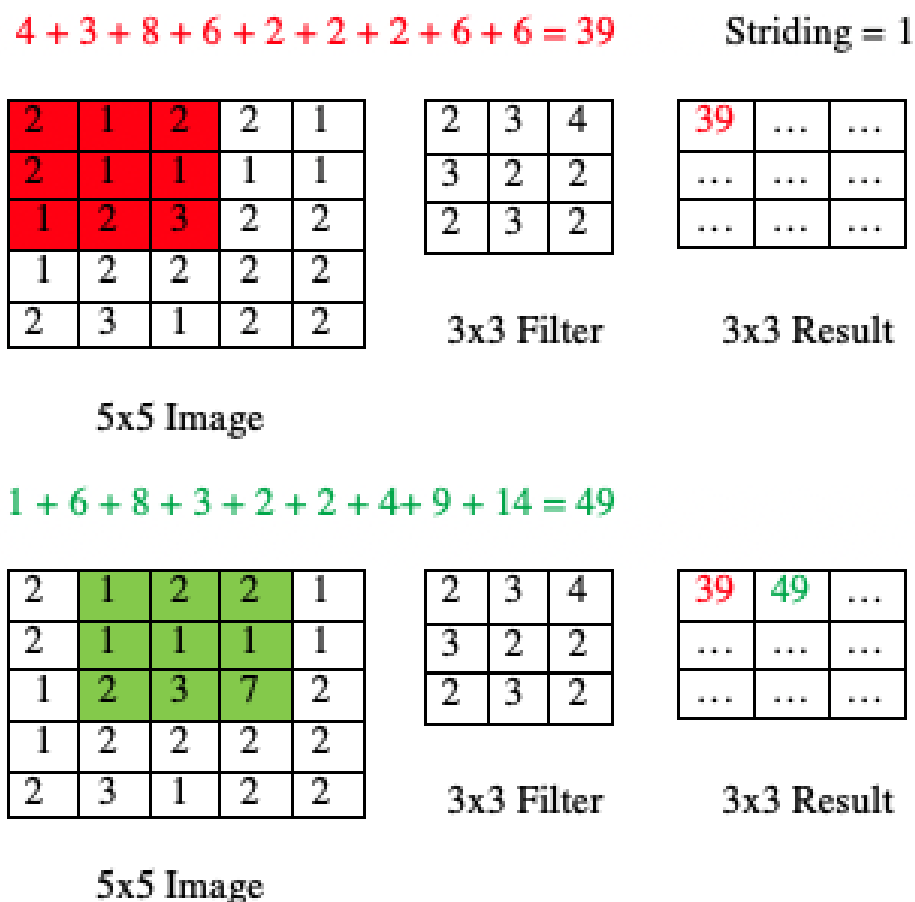 4 + 3 + 8 + 6 + 2 + 2 + 2 + 6 + 6 = 39 Striding = 1
2 1 2 2 1 2 3 4 39 ... ...
2 1 1 1 1 3 2 2 ... ... ...
1 2 3 2 2 2 3 2 ... ... ...
1 2 2 2 2
2 3 1 2 2
3x3 Filter 3x3 Result
5x5 Image
1 + 6 + 8 + 3 + 2 + 2 + 4+ 9 + 14 = 49
2 1 2 2 1 2 3 4 39 49 ...
2 1 1 1 1 3 2 2 ... ... ...
1 2 3 7 2 2 3 2 ... ... ...
1 2 2 2 2
2 3 1 2 2
3x3 Filter 3x3 Result
5x5 Image